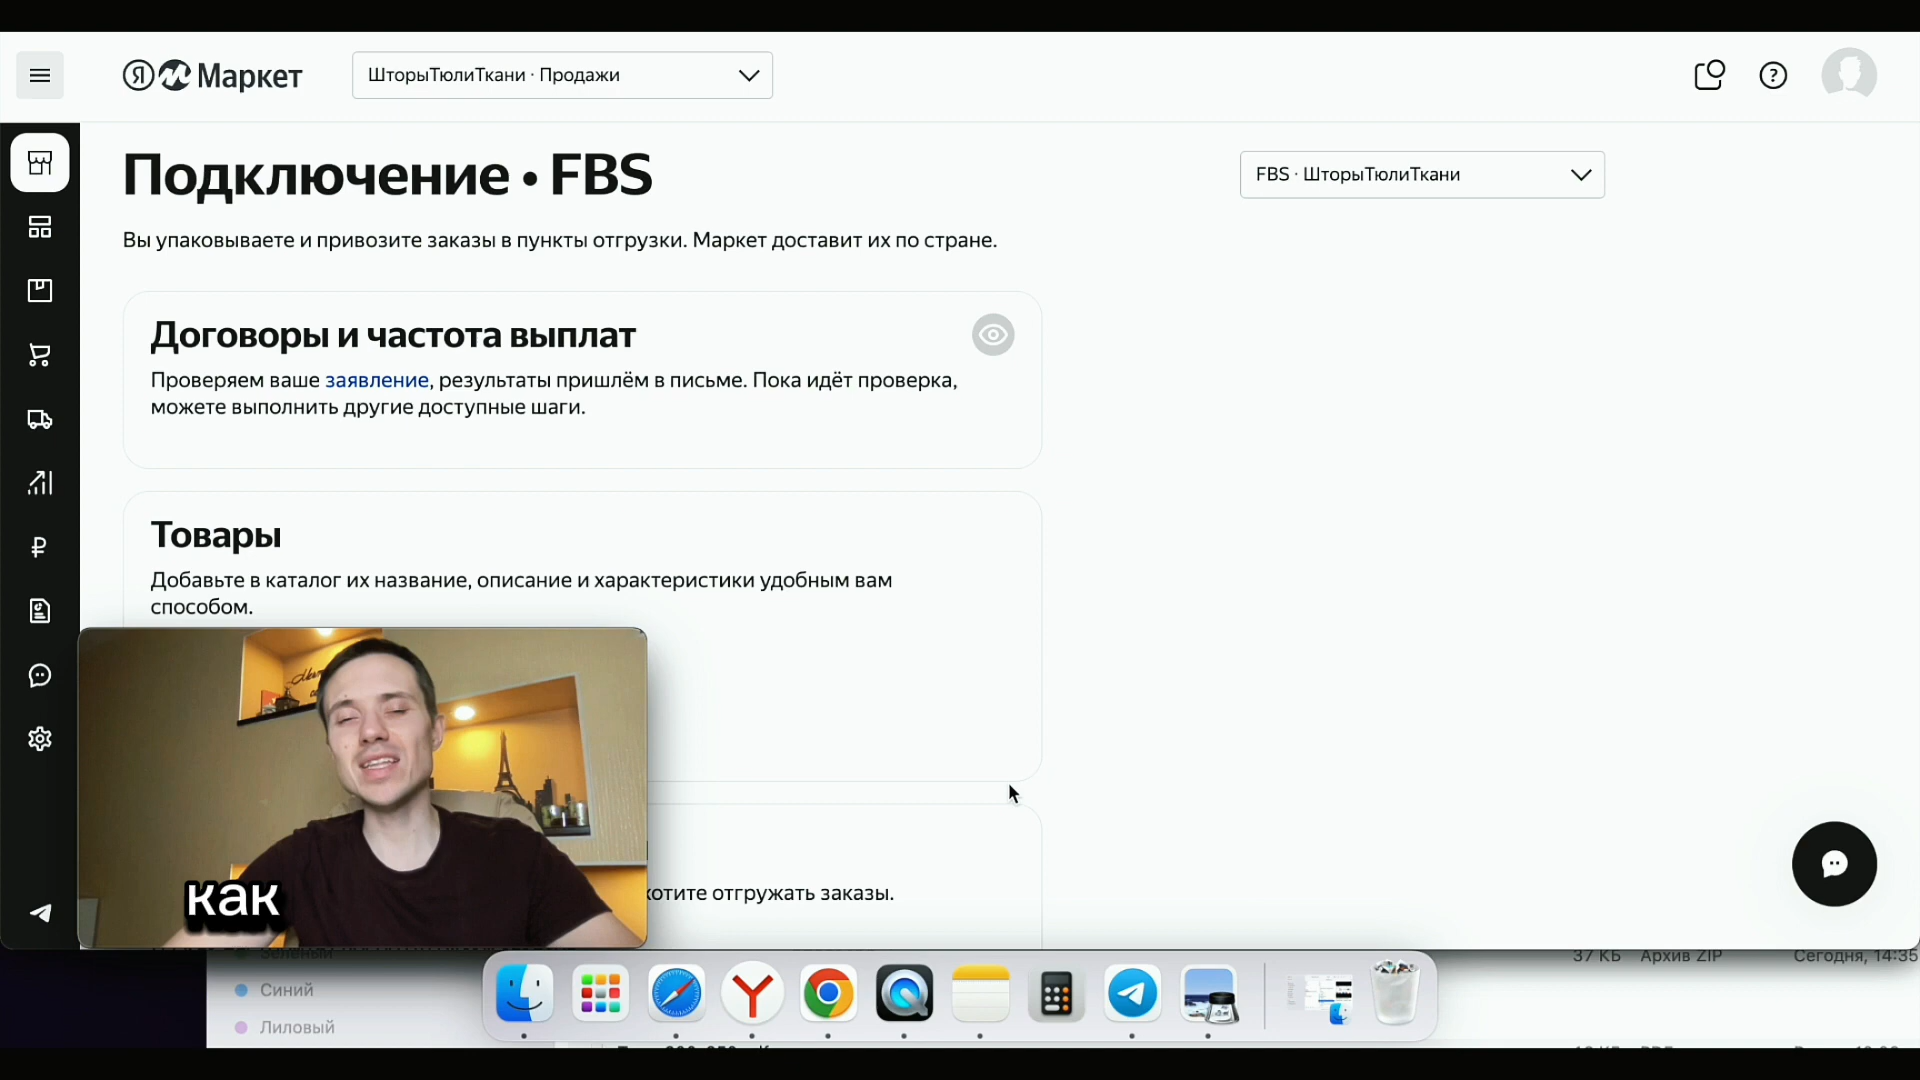 Маркет
ШторыТюлиТкани · Продажи
Подключение • FBS
FBS · ШторыТюлиТкани
Вы упаковываете и привозите заказы в пункты отгрузки. Маркет доставит их по стране.
Договоры и частота выплат
Проверяем ваше заявление, результаты пришлём в письме. Пока идёт проверка,
можете выполнить другие доступные шаги.
Товары
Добавьте в каталог их название, описание и характеристики удобным вам
способом.
как
хотите отгружать заказы.
Зеленый
37 КБ Архив ZIP Сегодня, 14:35
Синий
Лиловый